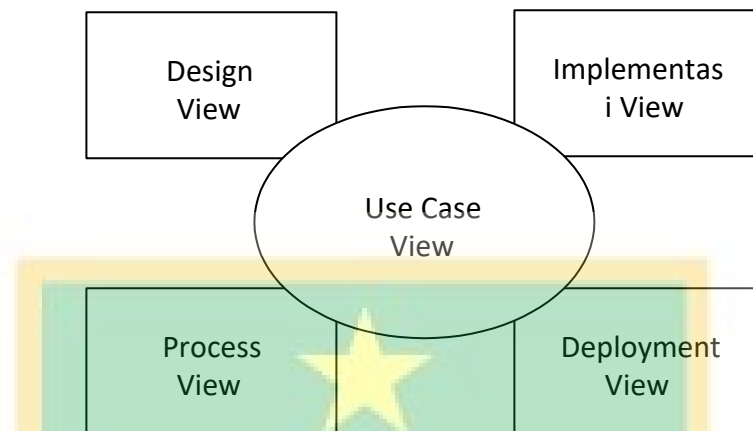 Design
View
Implementas
i View
Use Case
View
Process
View
Deployment
View